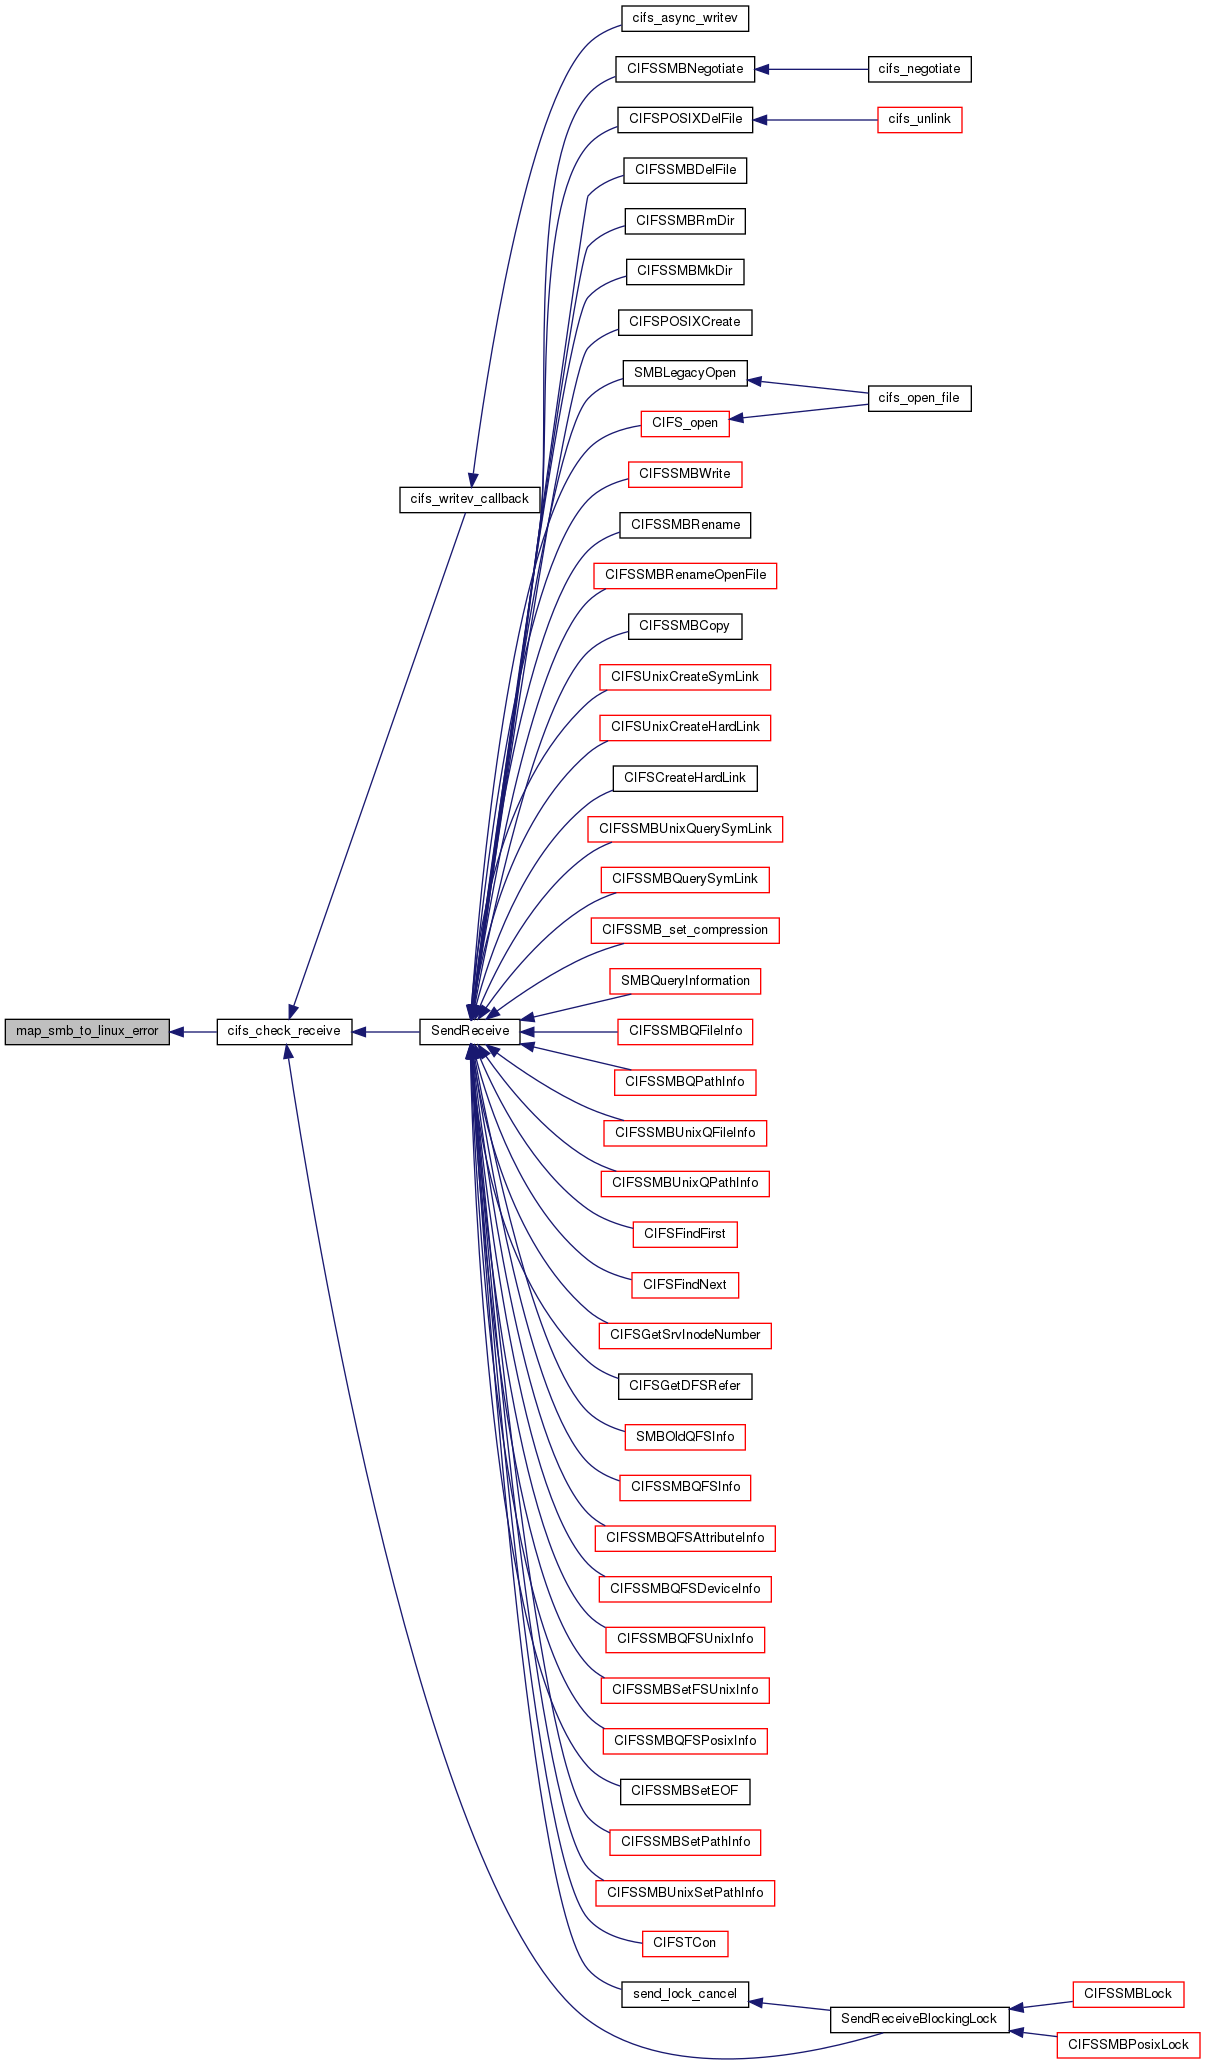 cifs_async_writev
CIFSSMBNegotiate
cifs_negotiate
CIFSPOSIXDelFile
cifs_unlink
CIFSSMBDelFile
CIFSSMBRmDir
CIFSSMBMkDir
CIFSPOSIXCreate
SMBLegacyOpen
cifs_open_file
CIFS_open
CIFSSMBWrite
cifs_writev_callback
CIFSSMBRename
CIFSSMBRenameOpenFile
CIFSSMBCopy
CIFSUnixCreateSymLink
CIFSUnixCreateHardLink
CIFSCreateHardLink
CIFSSMBUnixQuerySymLink
CIFSSMBQuerySymLink
CIFSSMB_set_compression
SMBQueryInformation
map_smb_to_linux_error
cifs_check_receive
SendReceive
CIFSSMBQFileInfo
CIFSSMBQPathInfo
CIFSSMBUnixQFileInfo
CIFSSMBUnixQPathInfo
CIFSFindFirst
CIFSFindNext
CIFSGetSrvInodeNumber
CIFSGetDFSRefer
SMBOldQFSInfo
CIFSSMBQFSInfo
CIFSSMBQFSAttributeInfo
CIFSSMBQFSDeviceInfo
CIFSSMBQFSUnixInfo
CIFSSMBSetFSUnixInfo
CIFSSMBQFSPosixInfo
CIFSSMBSetEOF
CIFSSMBSetPathInfo
CIFSSMBUnixSetPathInfo
CIFSTCon
send_lock_cancel
CIFSSMBLock
SendReceiveBlockingLock
CIFSSMBPosixLock